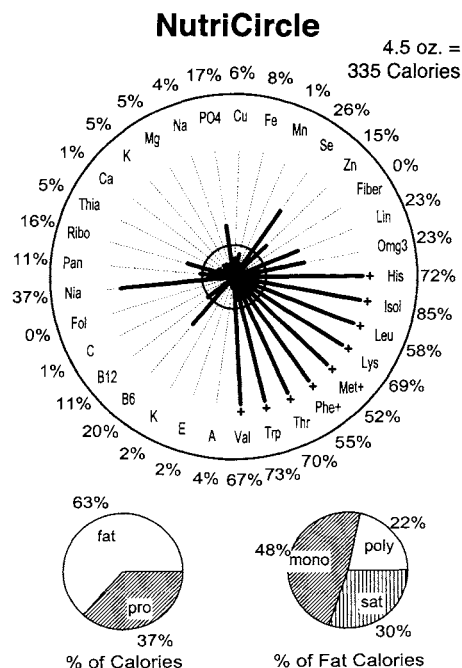 NutriCircle
4.5 oz. =
335 Calories
6%
8%
1%
26%
15%
0%
23%
23%
72%
85%
58%
69%
52%
55%
70%
73%
67%
4%
2%
2%
20%
11%
1%
0%
37%
11%
16%
5%
1%
5%
5%
4%
17%
Cu
Fe
Mn
Se
Zn
Fiber
Lin
Omg3
His
Isol
Leu
Lys
Met+
Phe+
Thr
Trp
Val
A
E
K
B6
B12
C
Fol
Nia
Pan
Ribo
Thia
Ca
K
Mg
Na
PO4
+
+
+
+
+
+
+
+
+
63%
fat
pro
37%
% of Calories
22%
48%
mono
poly
sat
30%
% of Fat Calories